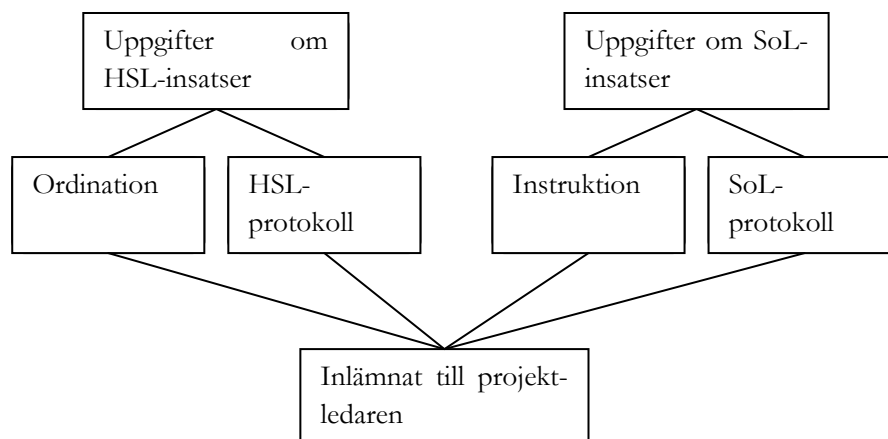 Uppgifter om
HSL-insatser
Uppgifter om SoL-
insatser
Ordination
HSL-
protokoll
Instruktion
SoL-
protokoll
Inlämnat till projekt-
ledaren